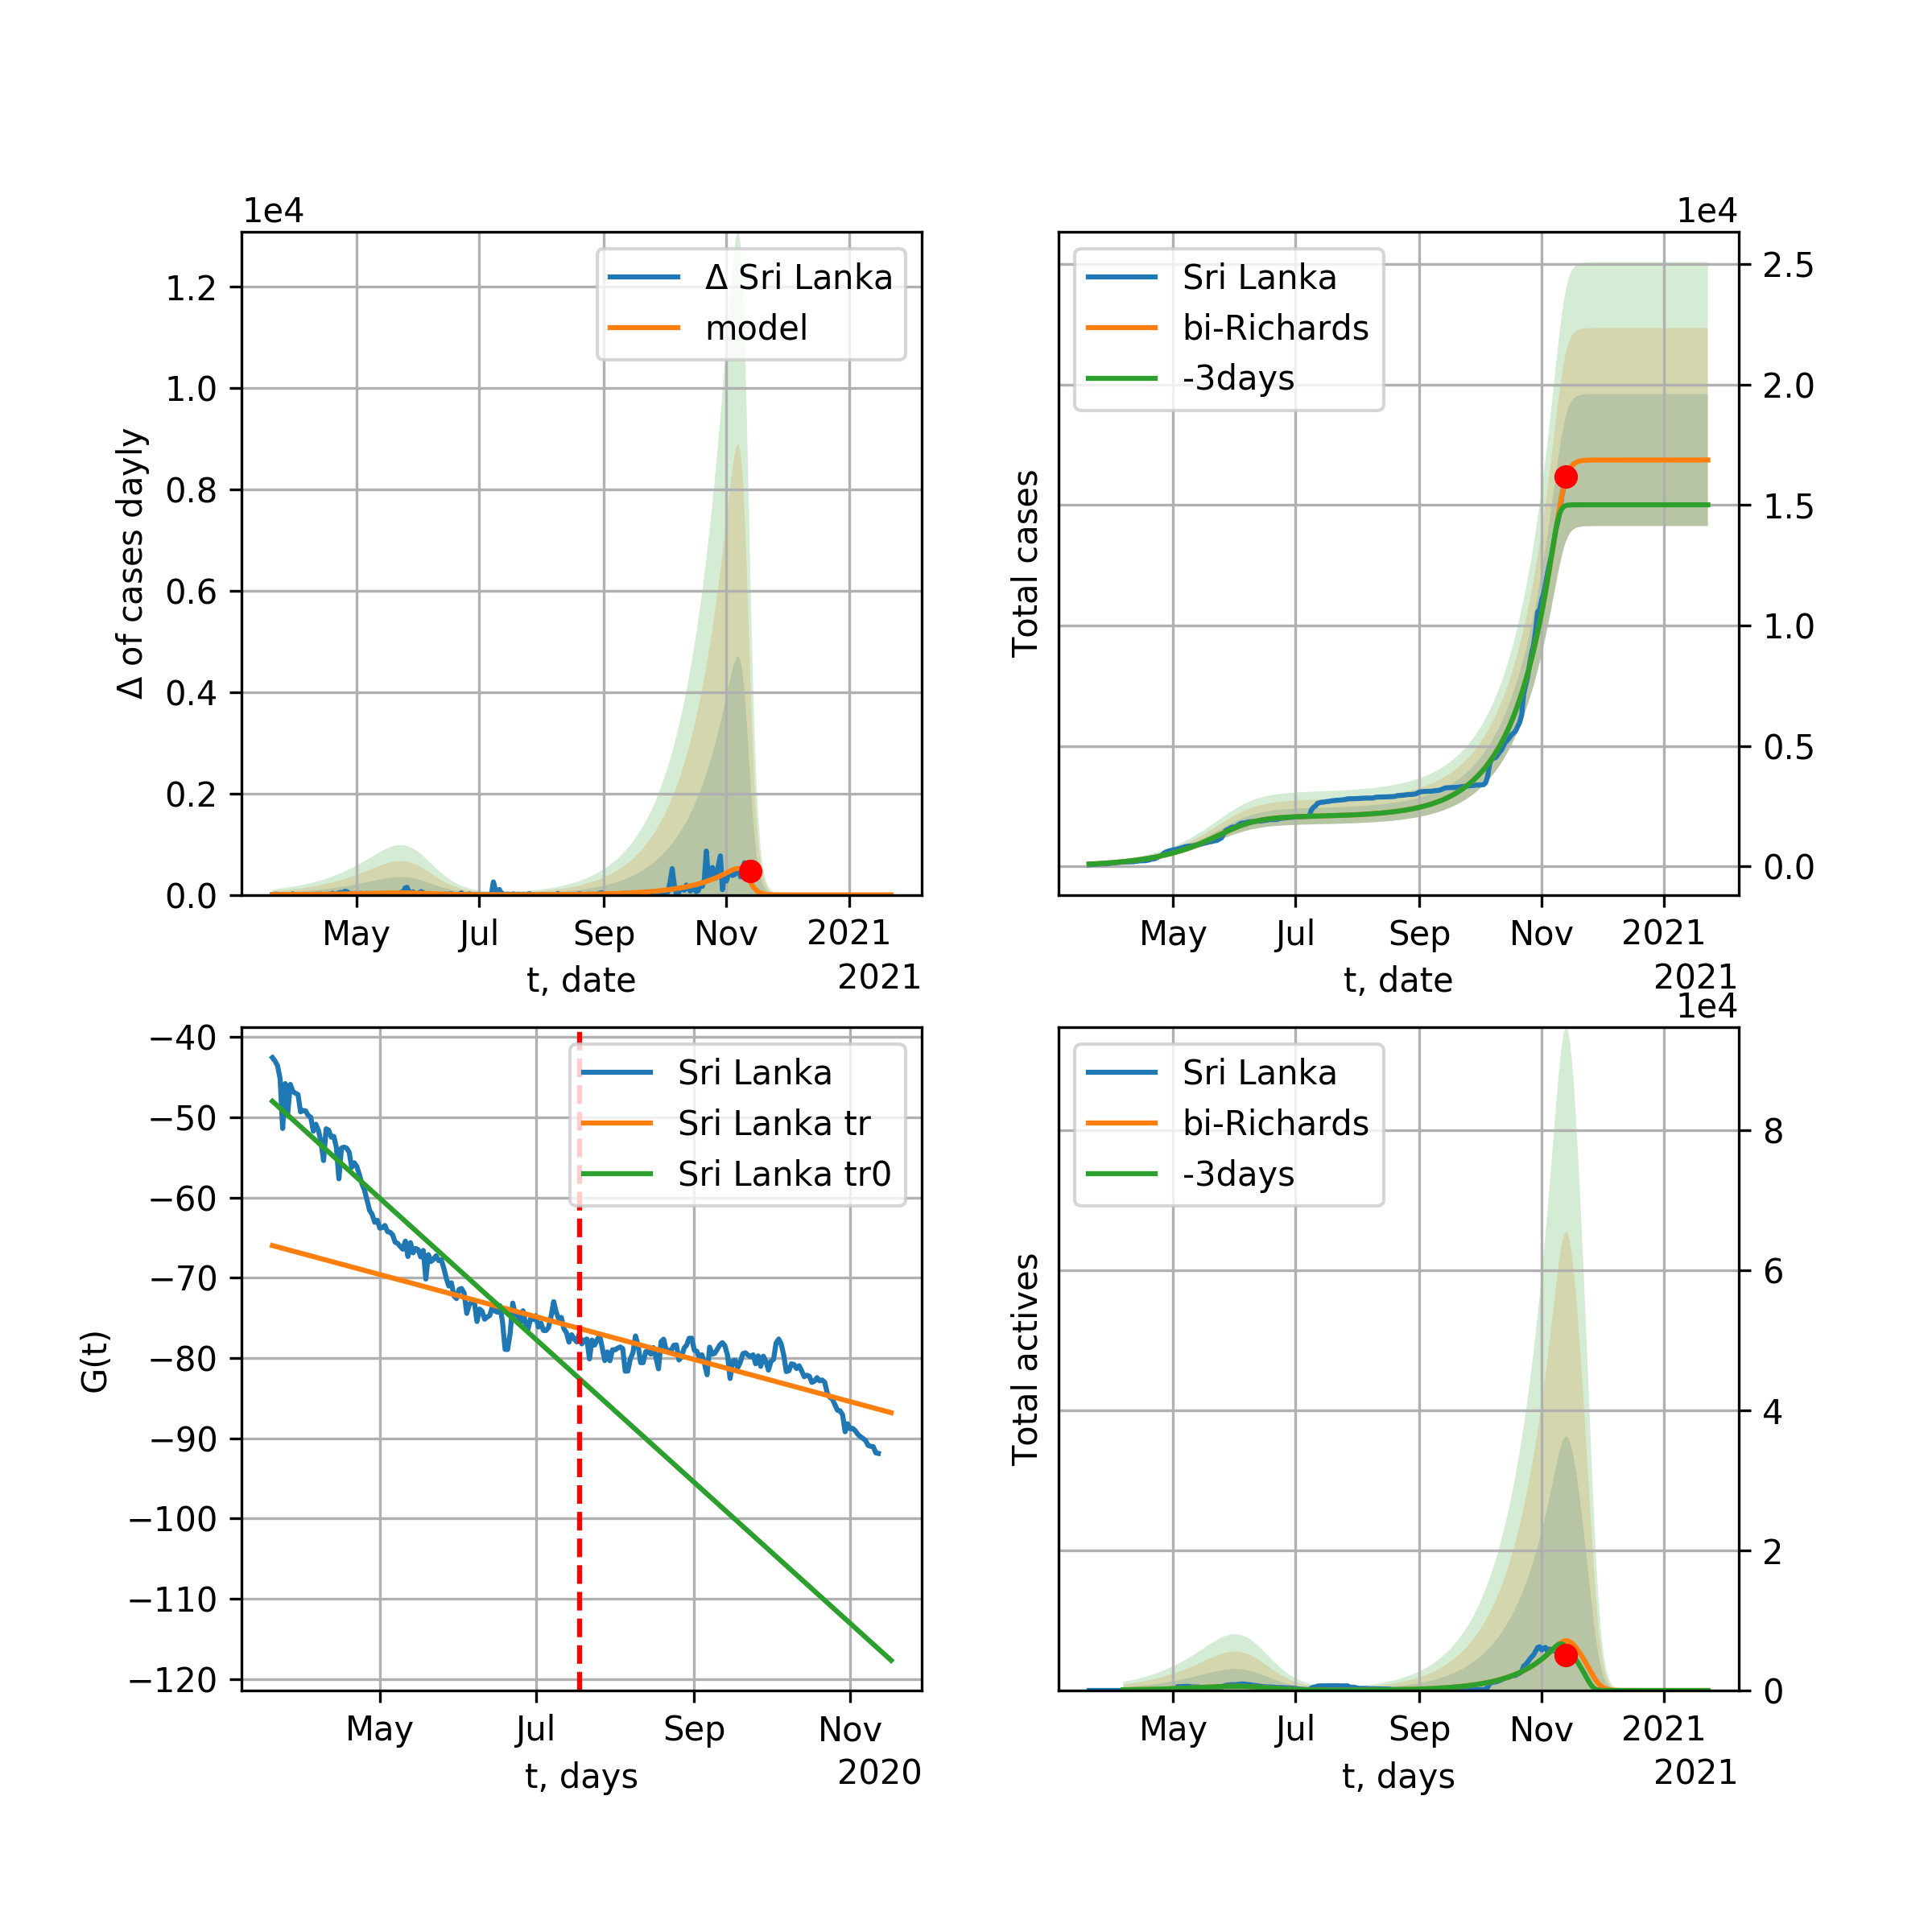 1e4
Δ of cases dayly
1.2
1.0
0.8
0.6
0.4
0.2
0.0
Δ Sri Lanka
model
May Jul Sep Nov 2021
t, date
2021
1e4
Total cases
2.5
2.0
1.5
1.0
0.5
0.0
Sri Lanka
bi-Richards
-3days
May Jul Sep Nov 2021
t, date
2021
G(t)
−40
−50
−60
−70
−80
−90
−100
−110
−120
Sri Lanka
Sri Lanka tr
Sri Lanka tr0
May Jul Sep Nov
t, days
2020
1e4
Total actives
8
6
4
2
0
Sri Lanka
bi-Richards
-3days
May Jul Sep Nov 2021
t, days
2021